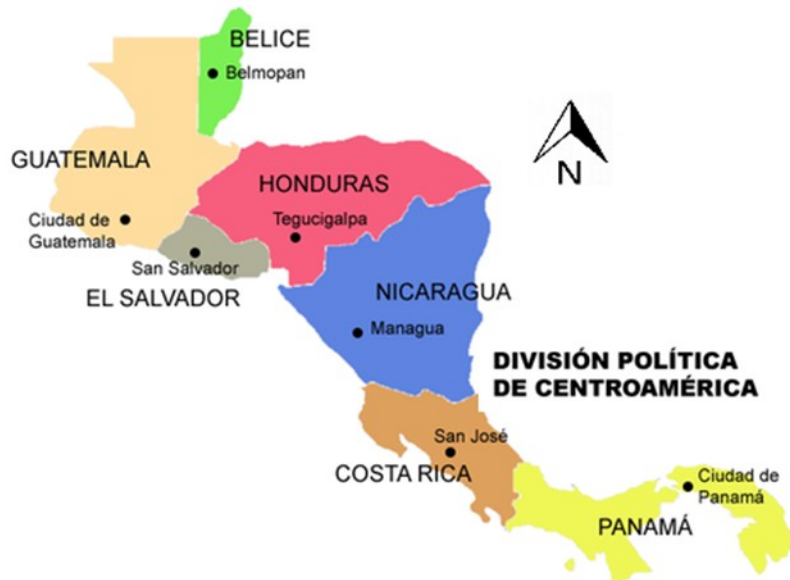 BELICE
Belmopan
GUATEMALA
Ciudad de
Guatemala
HONDURAS
Tegucigalpa
N
San Salvador
EL SALVADOR
NICARAGUA
Managua
DIVISIÓN POLÍTICA
DE CENTROAMÉRICA
San José
COSTA RICA
Ciudad de
Panamá
PANAMÁ